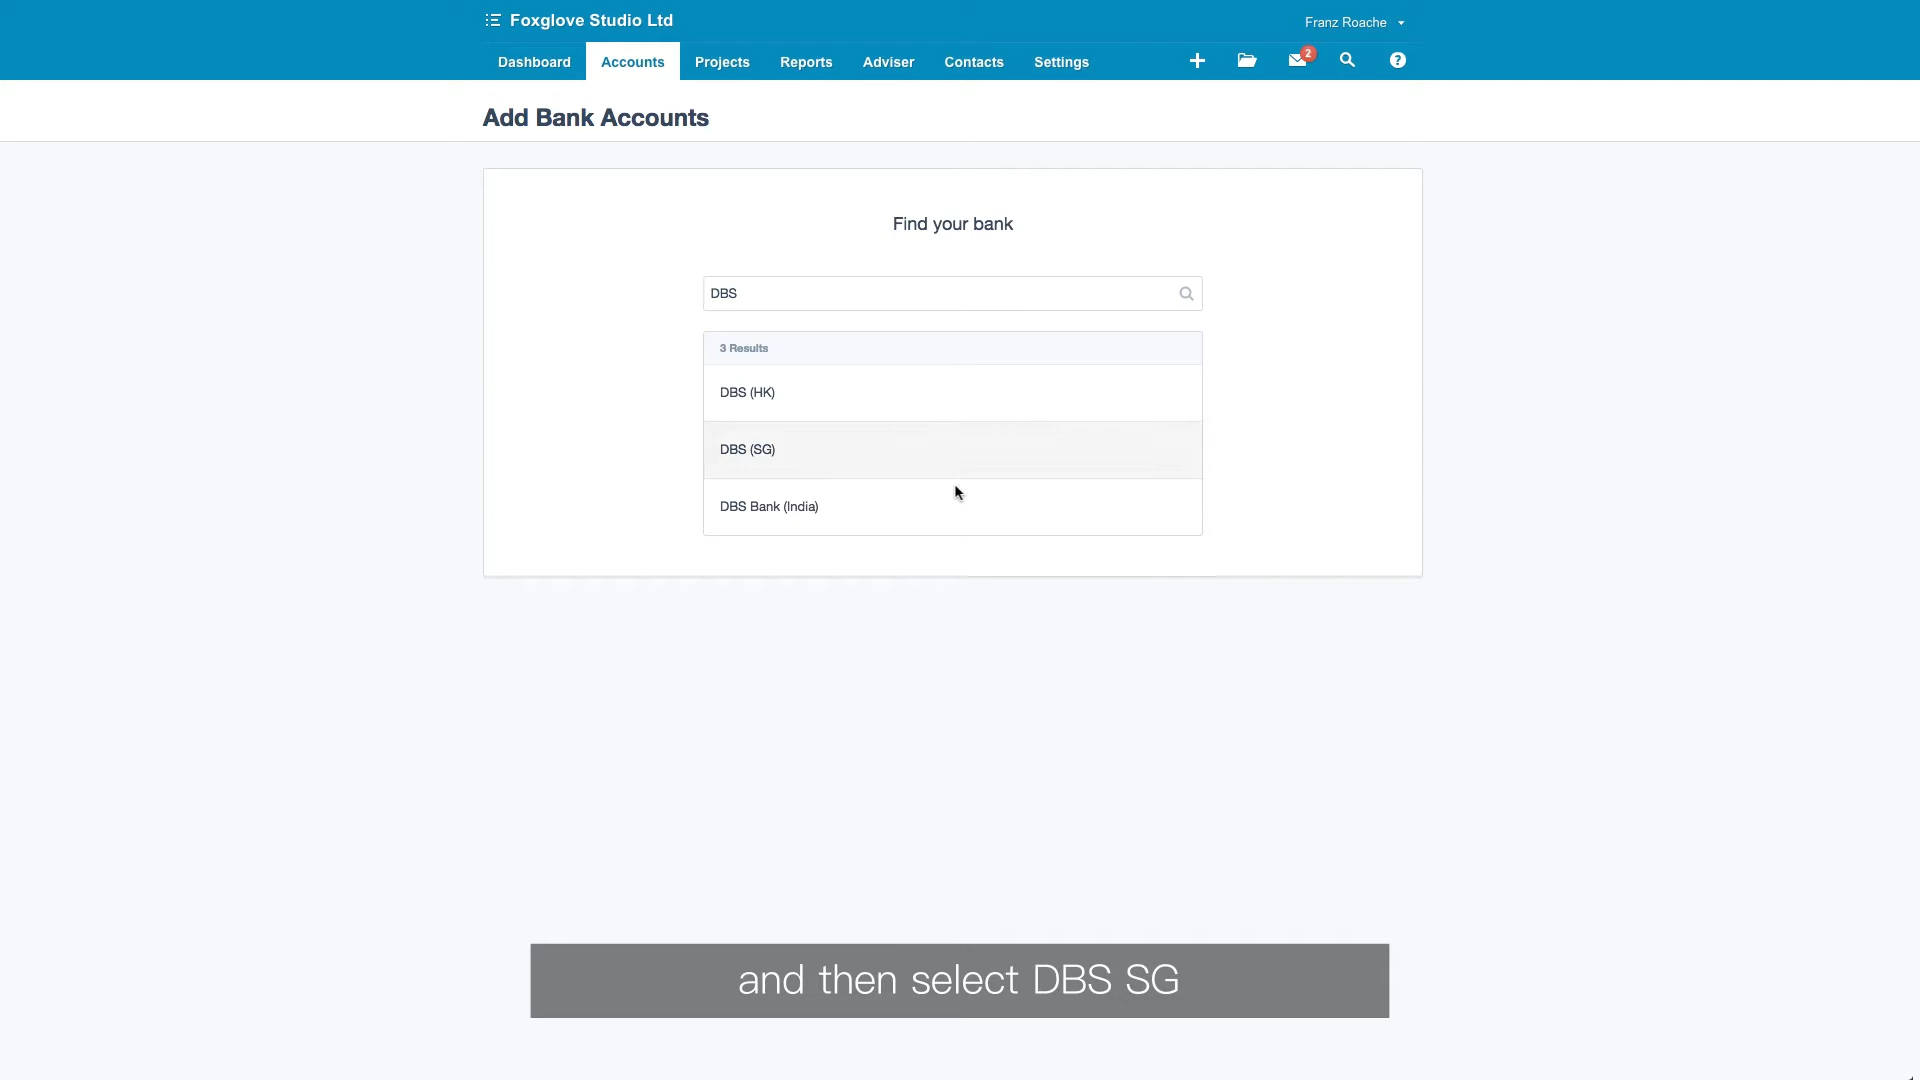 Foxglove Studio Ltd
Franz Roache
Dashboard Accounts Projects Reports Adviser Contacts Settings 2 ?
Add Bank Accounts
Find your bank
DBS
3 Results
DBS (HK)
DBS (SG)
DBS Bank (India)
and then select DBS SG